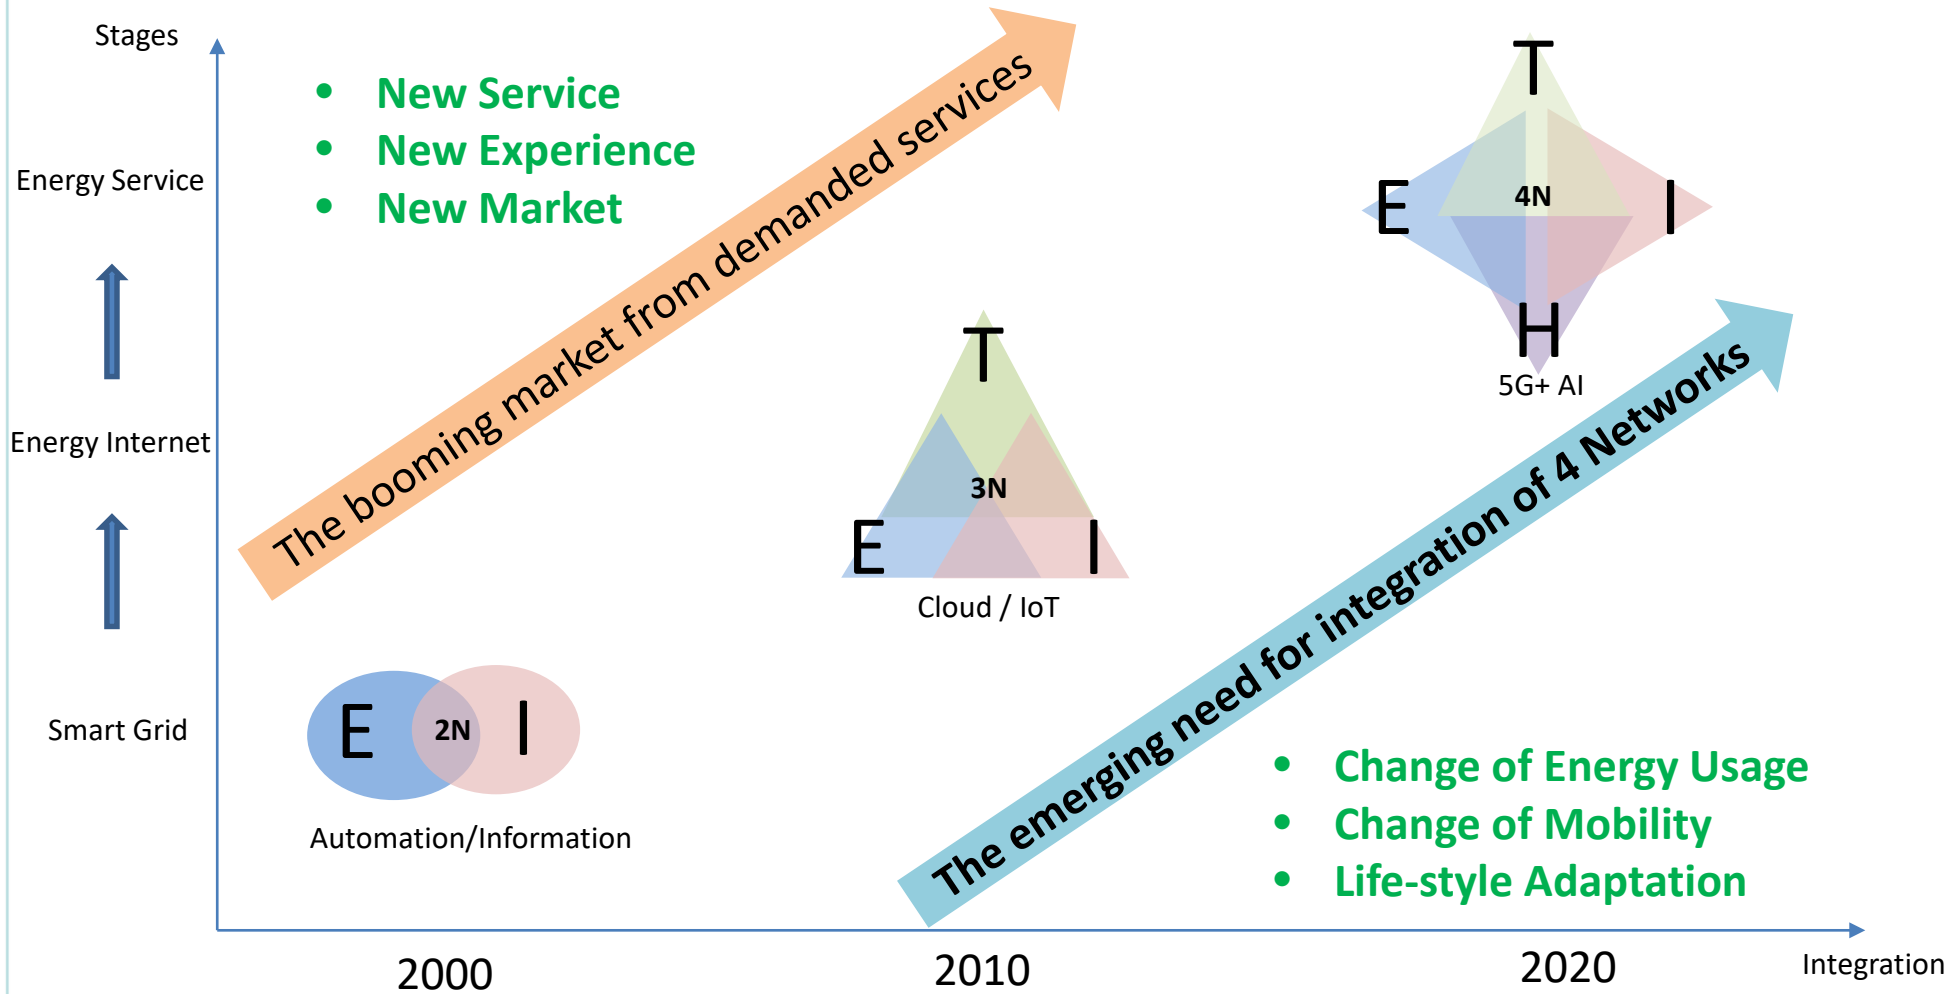 Stages
Energy Service
Energy Internet
Smart Grid
• New Service
• New Experience
• New Market
The booming market from demanded services
T
E
4N
I
H
5G+ AI
T
3N
E
I
Cloud / IoT
E
2N
I
Automation/Information
The emerging need for integration of 4 Networks
• Change of Energy Usage
• Change of Mobility
• Life-style Adaptation
2000
2010
2020
Integration